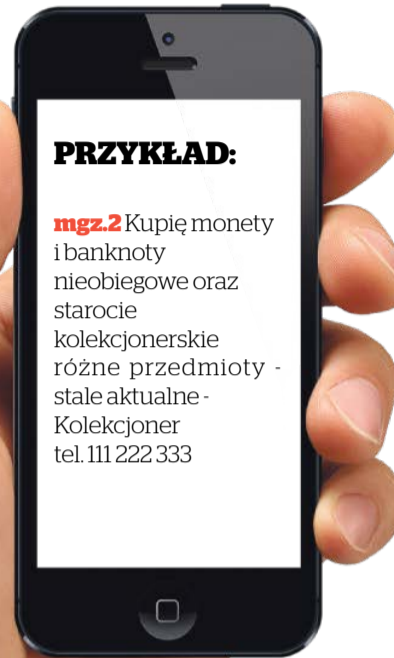 PRZYKŁAD:
mgz.2 Kupię monety
i banknoty
nieobiegowe oraz
starocie
kolekcjonerskie
różne przedmioty -
stale aktualne -
Kolekcjoner
tel. 111 222 333